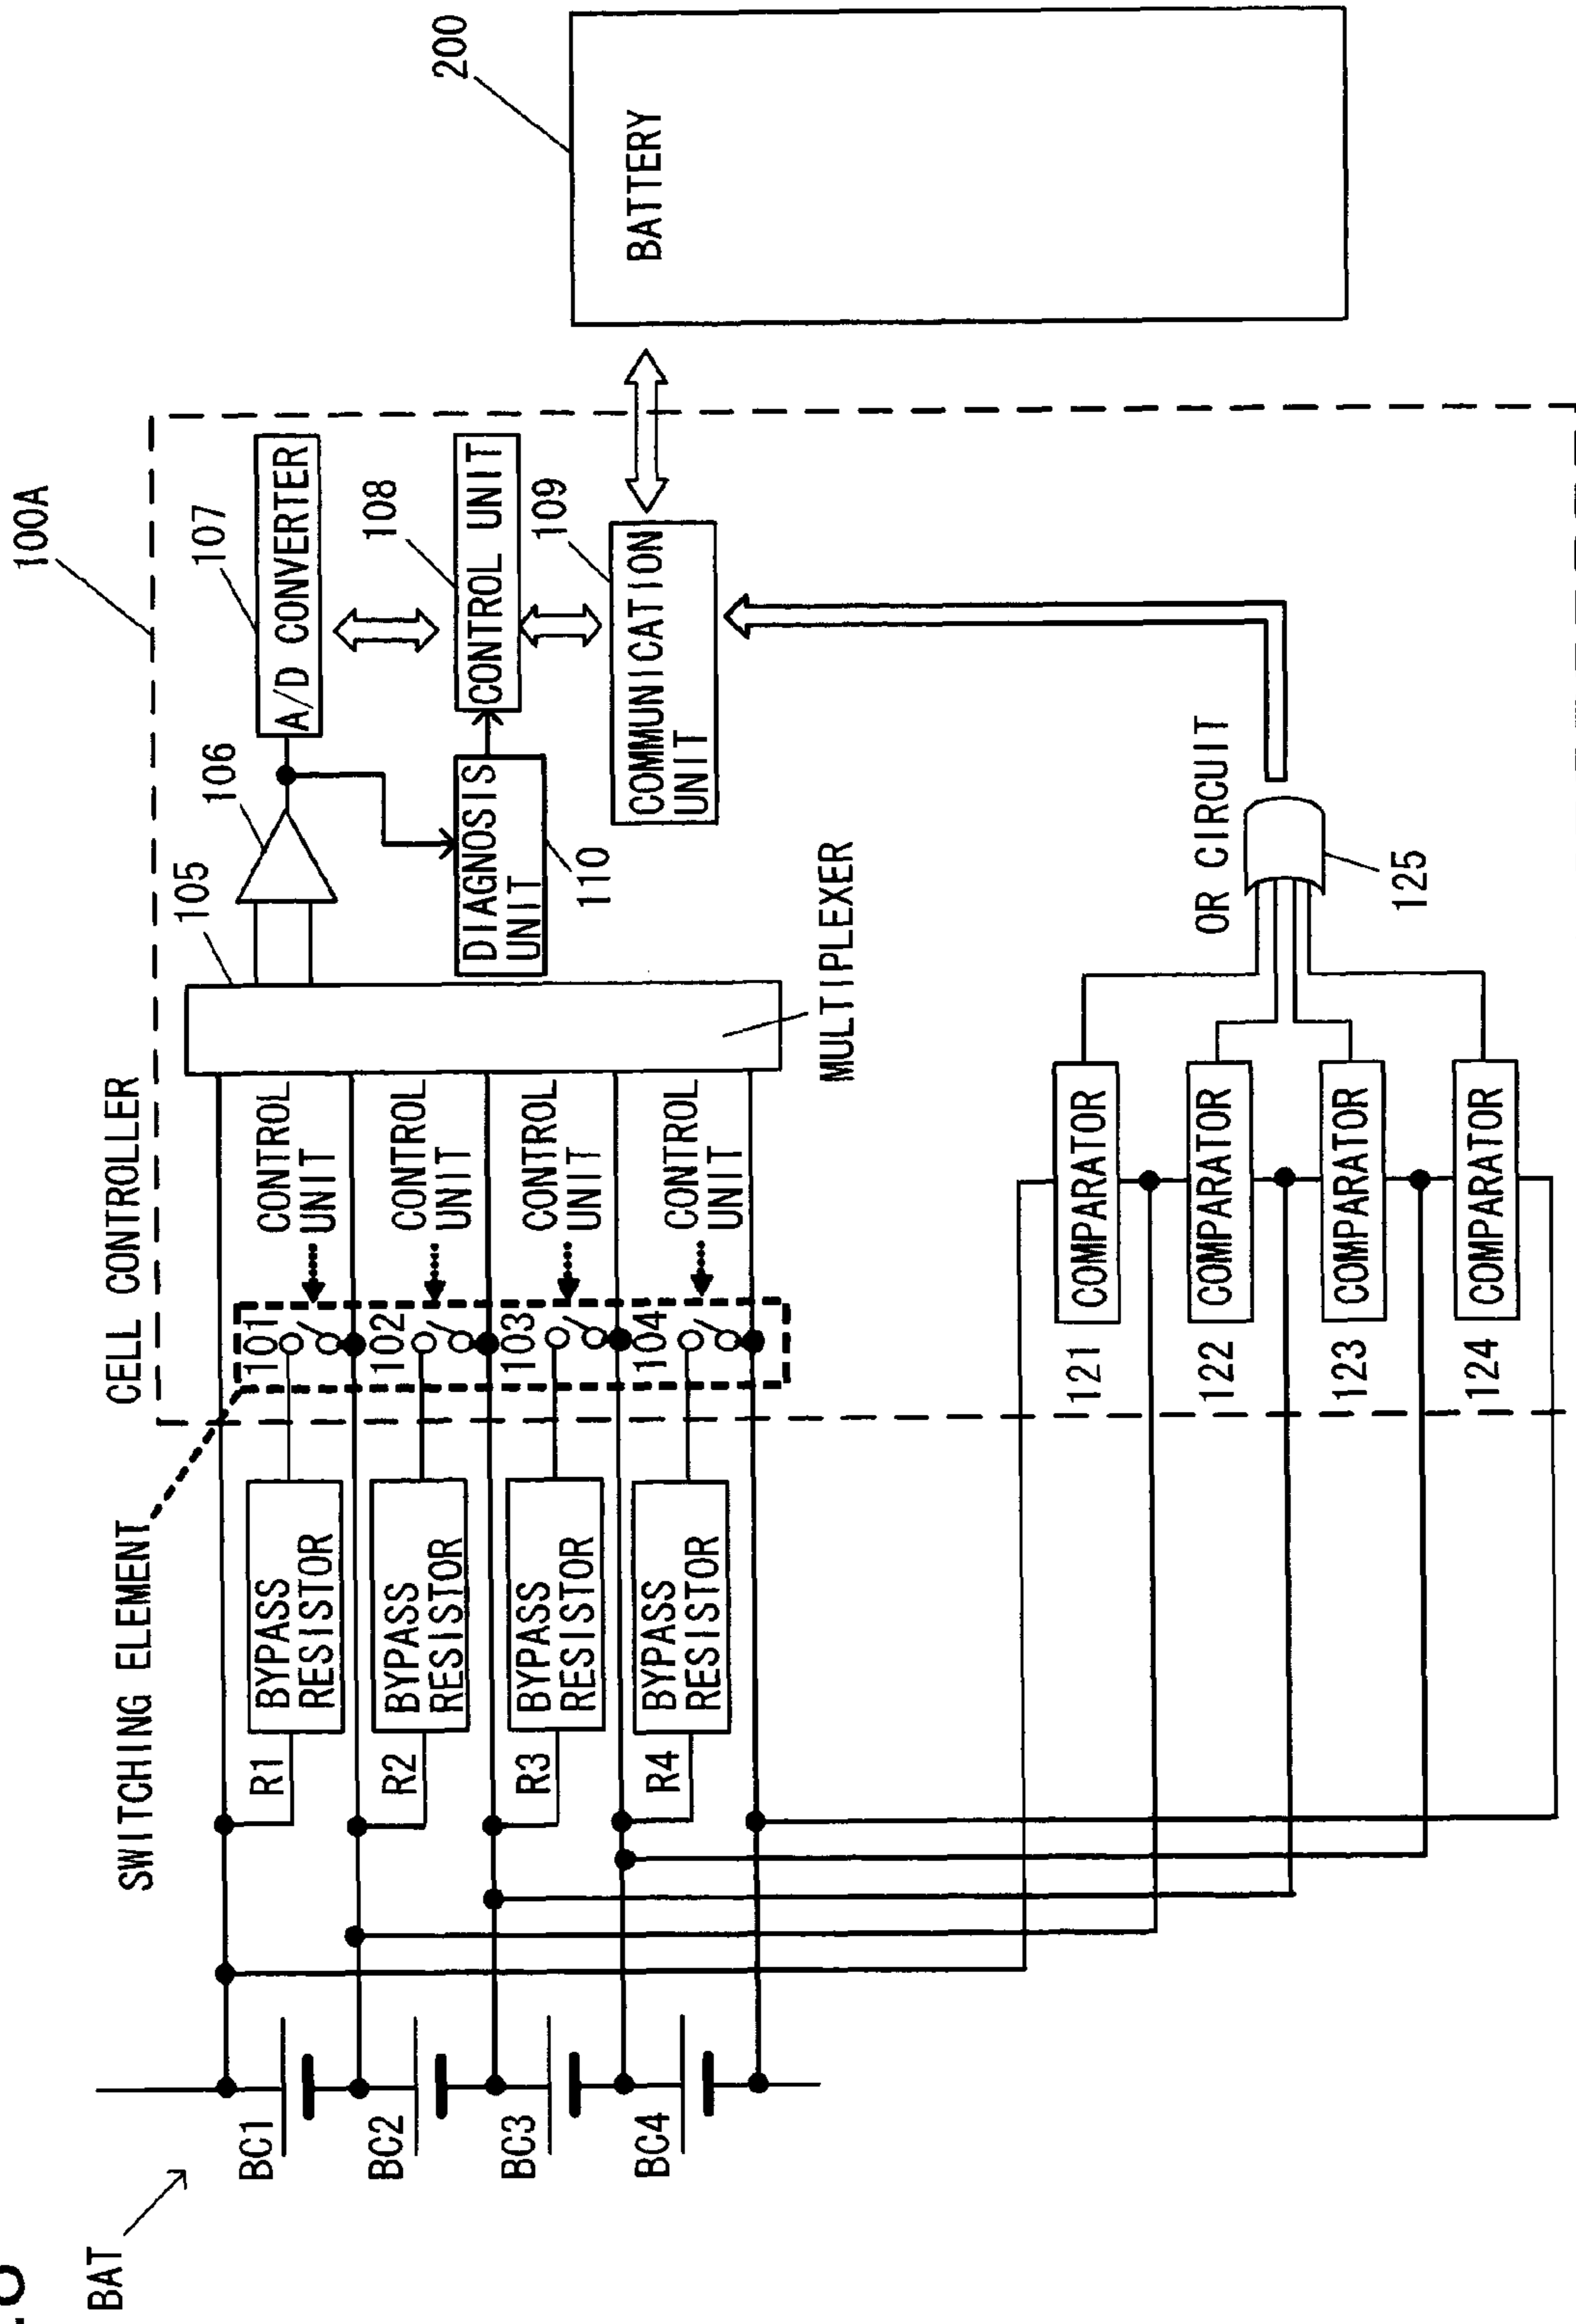 BAT
BC1
BC2
BC3
BC4
SWITCHING ELEMENT
R1
BYPASS
RESISTOR
R2
BYPASS
RESISTOR
R3
BYPASS
RESISTOR
R4
BYPASS
RESISTOR
CELL CONTROLLER
100A
101
CONTROL
UNIT
102
CONTROL
UNIT
103
CONTROL
UNIT
104
CONTROL
UNIT
105
MULTIPLEXER
106
107
A/D CONVERTER
108
CONTROL UNIT
109
COMMUNICATION
UNIT
DIAGNOSIS
UNIT
110
200
BATTERY
121
COMPARATOR
122
COMPARATOR
123
COMPARATOR
124
COMPARATOR
OR CIRCUIT
125